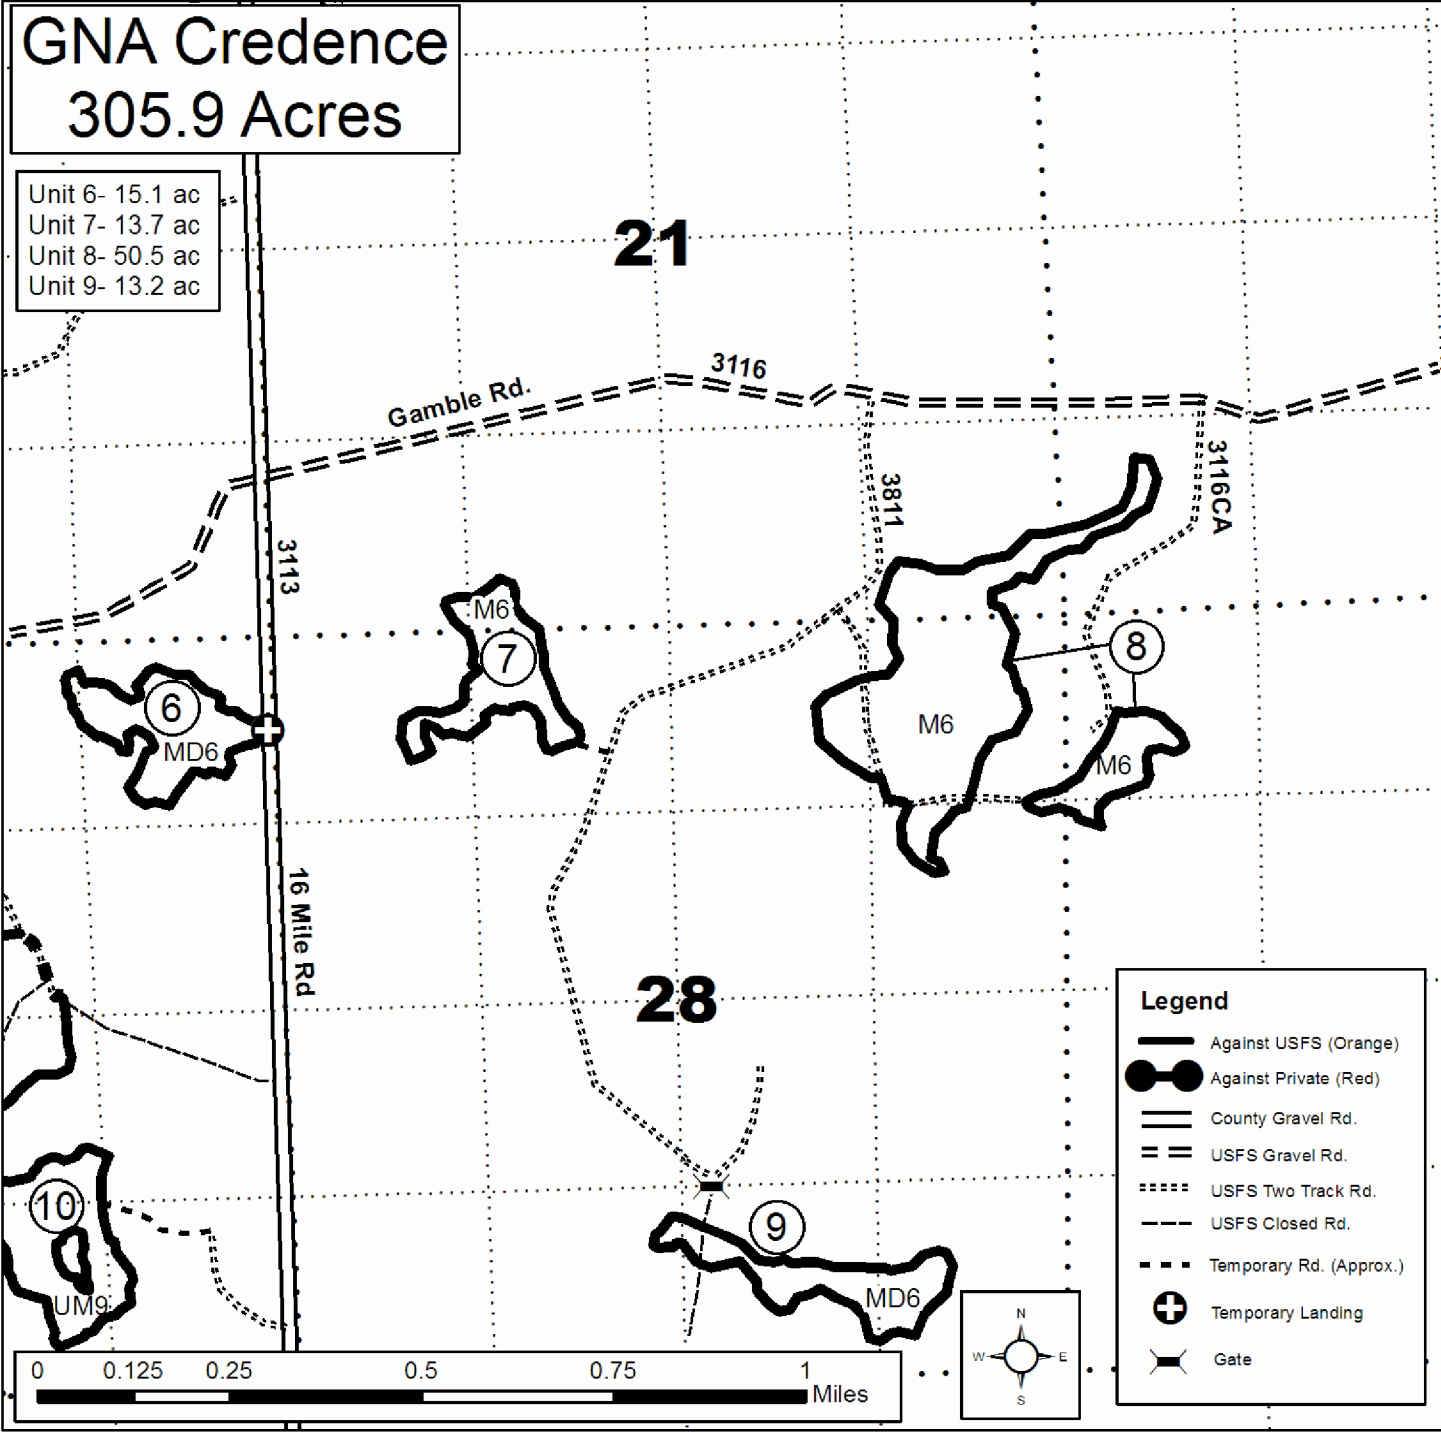 GNA Credence
305.9 Acres
Unit 6- 15.1 ac
Unit 7- 13.7 ac
Unit 8- 50.5 ac
Unit 9- 13.2 ac
21
3116
Gamble Rd.
3811
3116CA
3113
M6
7
8
6
MD6
M6
M6
16 Mile Rd
28
10
UM9
9
MD6
Legend
Against USFS (Orange)
Against Private (Red)
County Gravel Rd.
USFS Gravel Rd.
USFS Two Track Rd.
USFS Closed Rd.
Temporary Rd. (Approx.)
Temporary Landing
Gate
N
W E
S
0 0.125 0.25 0.5 0.75 1
Miles